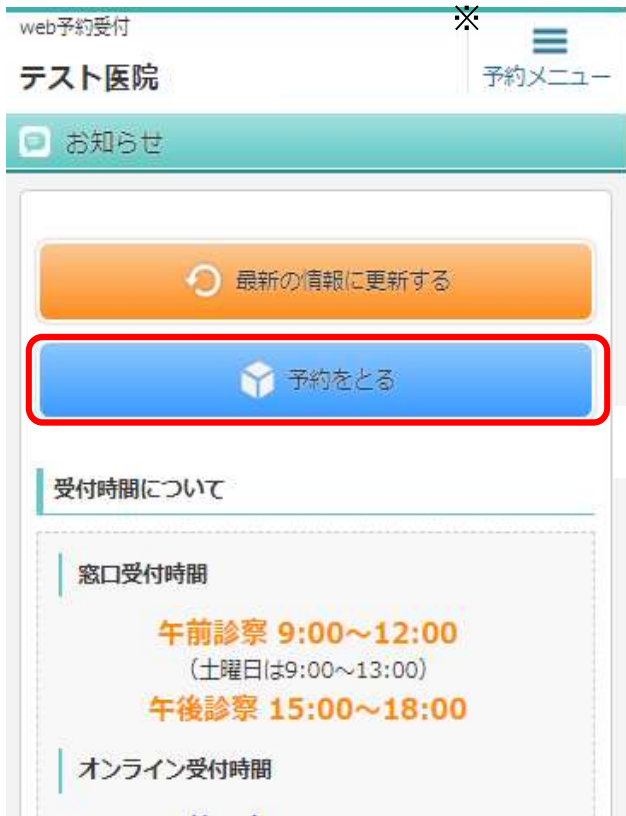 web予約受付
※
テスト医院
予約メニュー
お知らせ
最新の情報に更新する
予約をとる
受付時間について
窓口受付時間
午前診察 9:00～12:00
（土曜日は9:00～13:00）
午後診察 15:00～18:00
オンライン受付時間